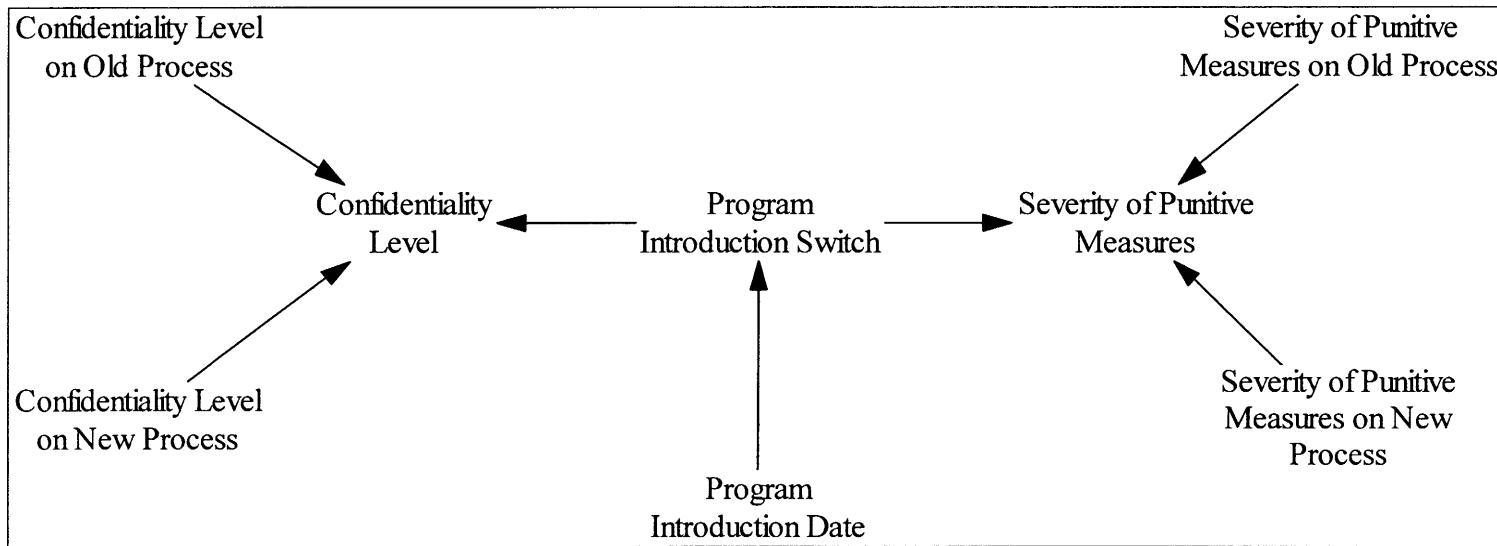 Confidentiality Level
on Old Process
Severity of Punitive
Measures on Old Process
Confidentiality
Level
Program
Introduction Switch
Severity of Punitive
Measures
Confidentiality Level
on New Process
Severity of Punitive
Measures on New
Process
Program
Introduction Date